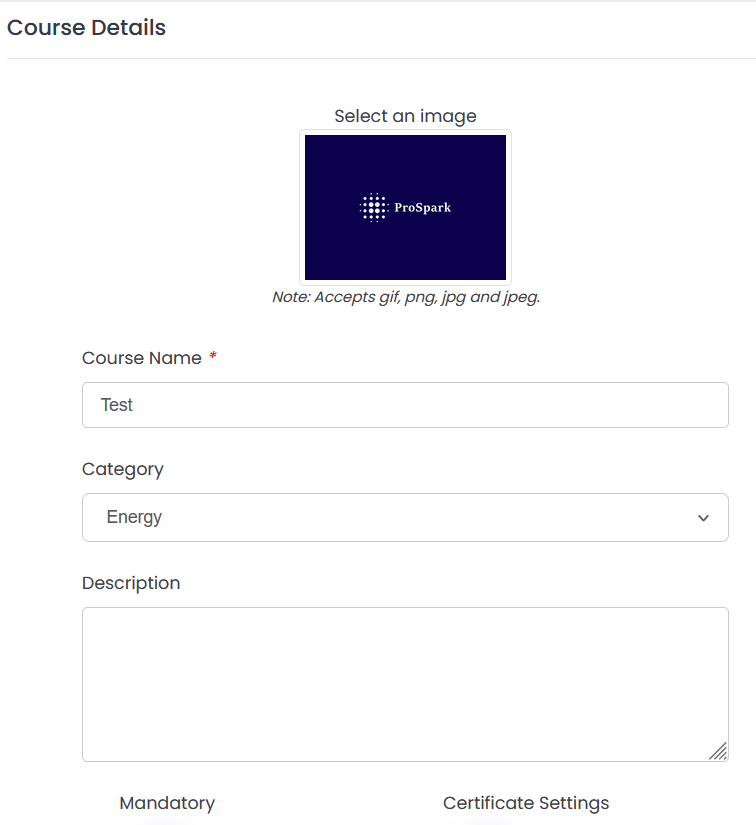 Course Details
Select an image
ProSpark
Note: Accepts gif, png, jpg and jpeg.
Course Name *
Test
Category
Energy
Description
Mandatory
Certificate Settings